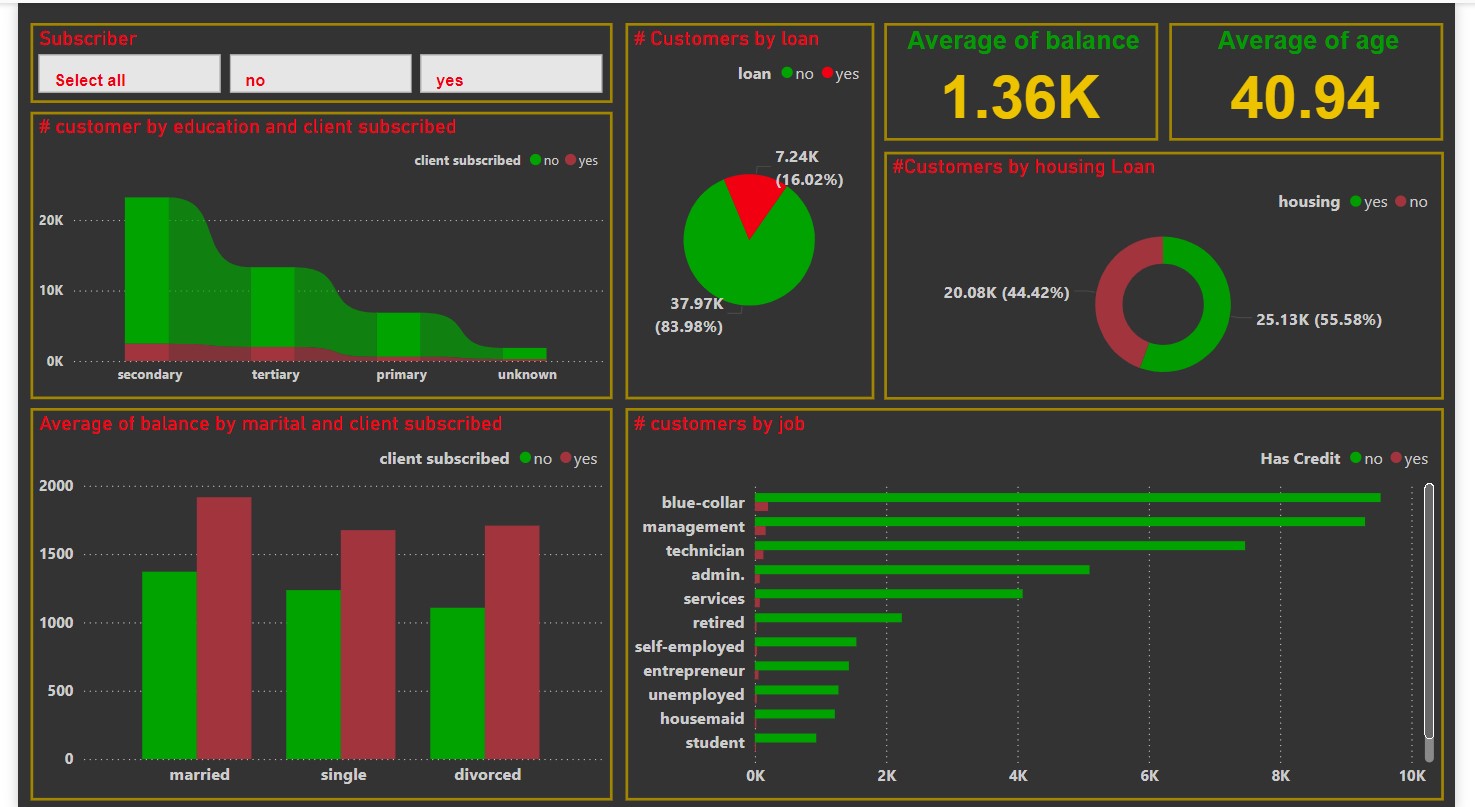 Subscriber
Select all
no
yes
# customer by education and client subscribed
client subscribed no yes
20K
10K
0K
secondary tertiary primary unknown
# Customers by loan
loan no yes
7.24K
(16.02%)
37.97K
(83.98%)
Average of balance
1.36K
Average of age
40.94
#Customers by housing Loan
housing yes no
20.08K (44.42%)
25.13K (55.58%)
Average of balance by marital and client subscribed
client subscribed no yes
2000
1500
1000
500
0
married single divorced
# customers by job
Has Credit no yes
blue-collar
management
technician
admin.
services
retired
self-employed
entrepreneur
unemployed
housemaid
student
0K 2K 4K 6K 8K 10K